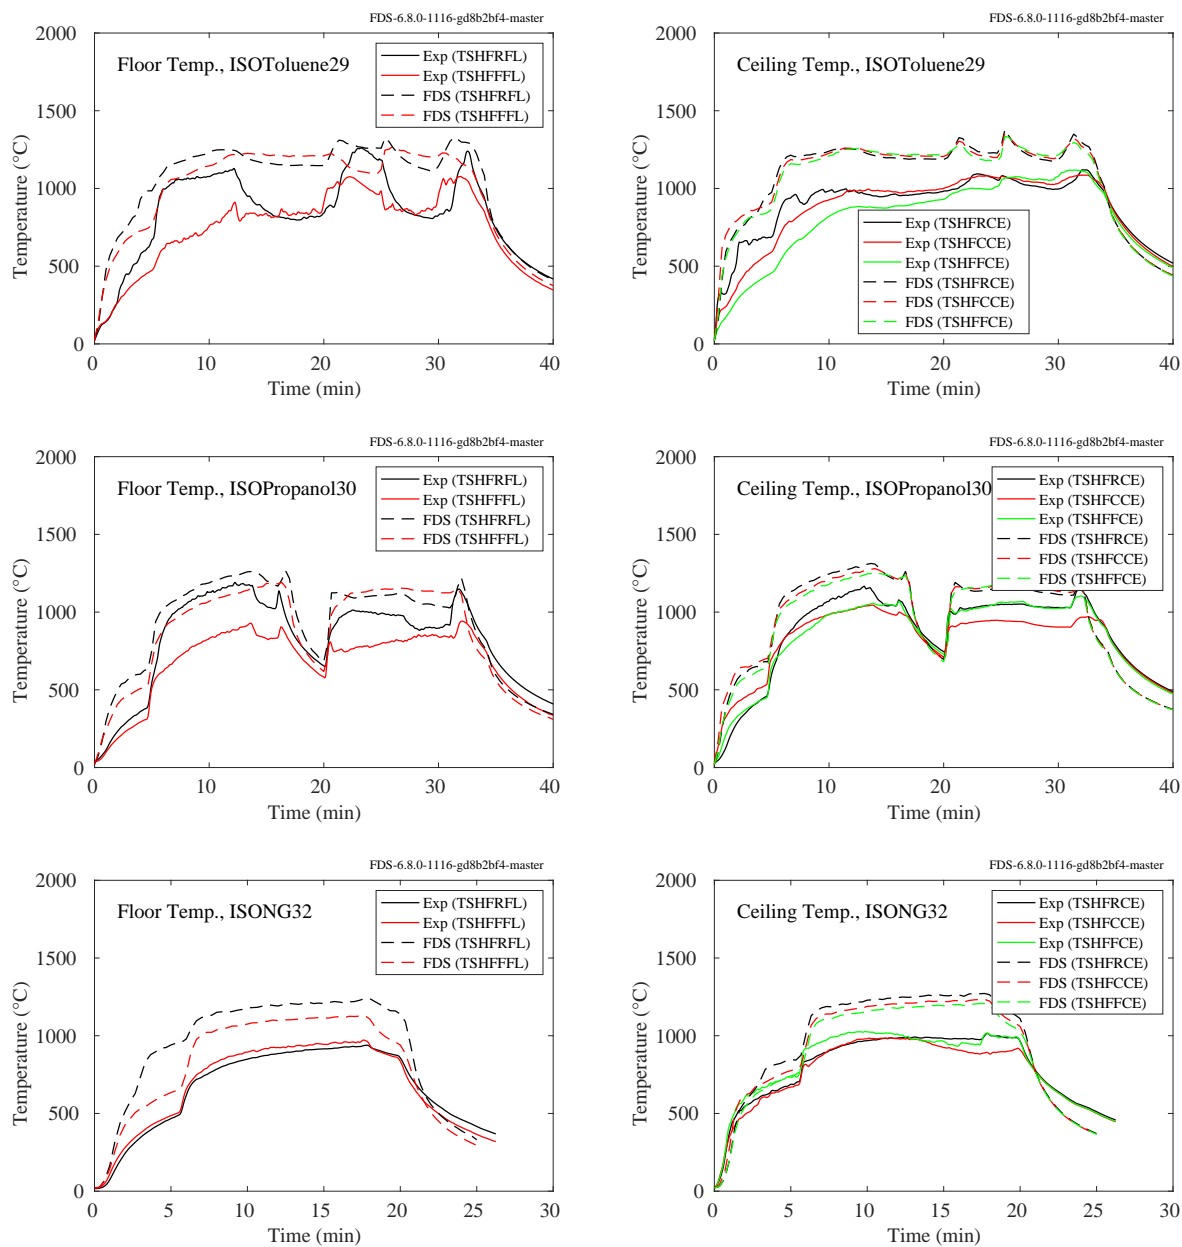 FDS-6.8.0-1116-gd8b2bf4-master
Floor Temp., ISOToluene29
Exp (TSHFRFL)
Exp (TSHFFFL)
FDS (TSHFRFL)
FDS (TSHFFFL)
Temperature (°C)
2000
1500
1000
500
0
0 10 20 30 40
Time (min)
FDS-6.8.0-1116-gd8b2bf4-master
Ceiling Temp., ISOToluene29
Exp (TSHFRCE)
Exp (TSHFCCE)
Exp (TSHFFCE)
FDS (TSHFRCE)
FDS (TSHFCCE)
FDS (TSHFFCE)
Temperature (°C)
2000
1500
1000
500
0
0 10 20 30 40
Time (min)
FDS-6.8.0-1116-gd8b2bf4-master
Floor Temp., ISOPropanol30
Exp (TSHFRFL)
Exp (TSHFFFL)
FDS (TSHFRFL)
FDS (TSHFFFL)
Temperature (°C)
2000
1500
1000
500
0
0 10 20 30 40
Time (min)
FDS-6.8.0-1116-gd8b2bf4-master
Ceiling Temp., ISOPropanol30
Exp (TSHFRCE)
Exp (TSHFCCE)
Exp (TSHFFCE)
FDS (TSHFRCE)
FDS (TSHFCCE)
FDS (TSHFFCE)
Temperature (°C)
2000
1500
1000
500
0
0 10 20 30 40
Time (min)
FDS-6.8.0-1116-gd8b2bf4-master
Floor Temp., ISONG32
Exp (TSHFRFL)
Exp (TSHFFFL)
FDS (TSHFRFL)
FDS (TSHFFFL)
Temperature (°C)
2000
1500
1000
500
0
0 5 10 15 20 25 30
Time (min)
FDS-6.8.0-1116-gd8b2bf4-master
Ceiling Temp., ISONG32
Exp (TSHFRCE)
Exp (TSHFCCE)
Exp (TSHFFCE)
FDS (TSHFRCE)
FDS (TSHFCCE)
FDS (TSHFFCE)
Temperature (°C)
2000
1500
1000
500
0
0 5 10 15 20 25 30
Time (min)